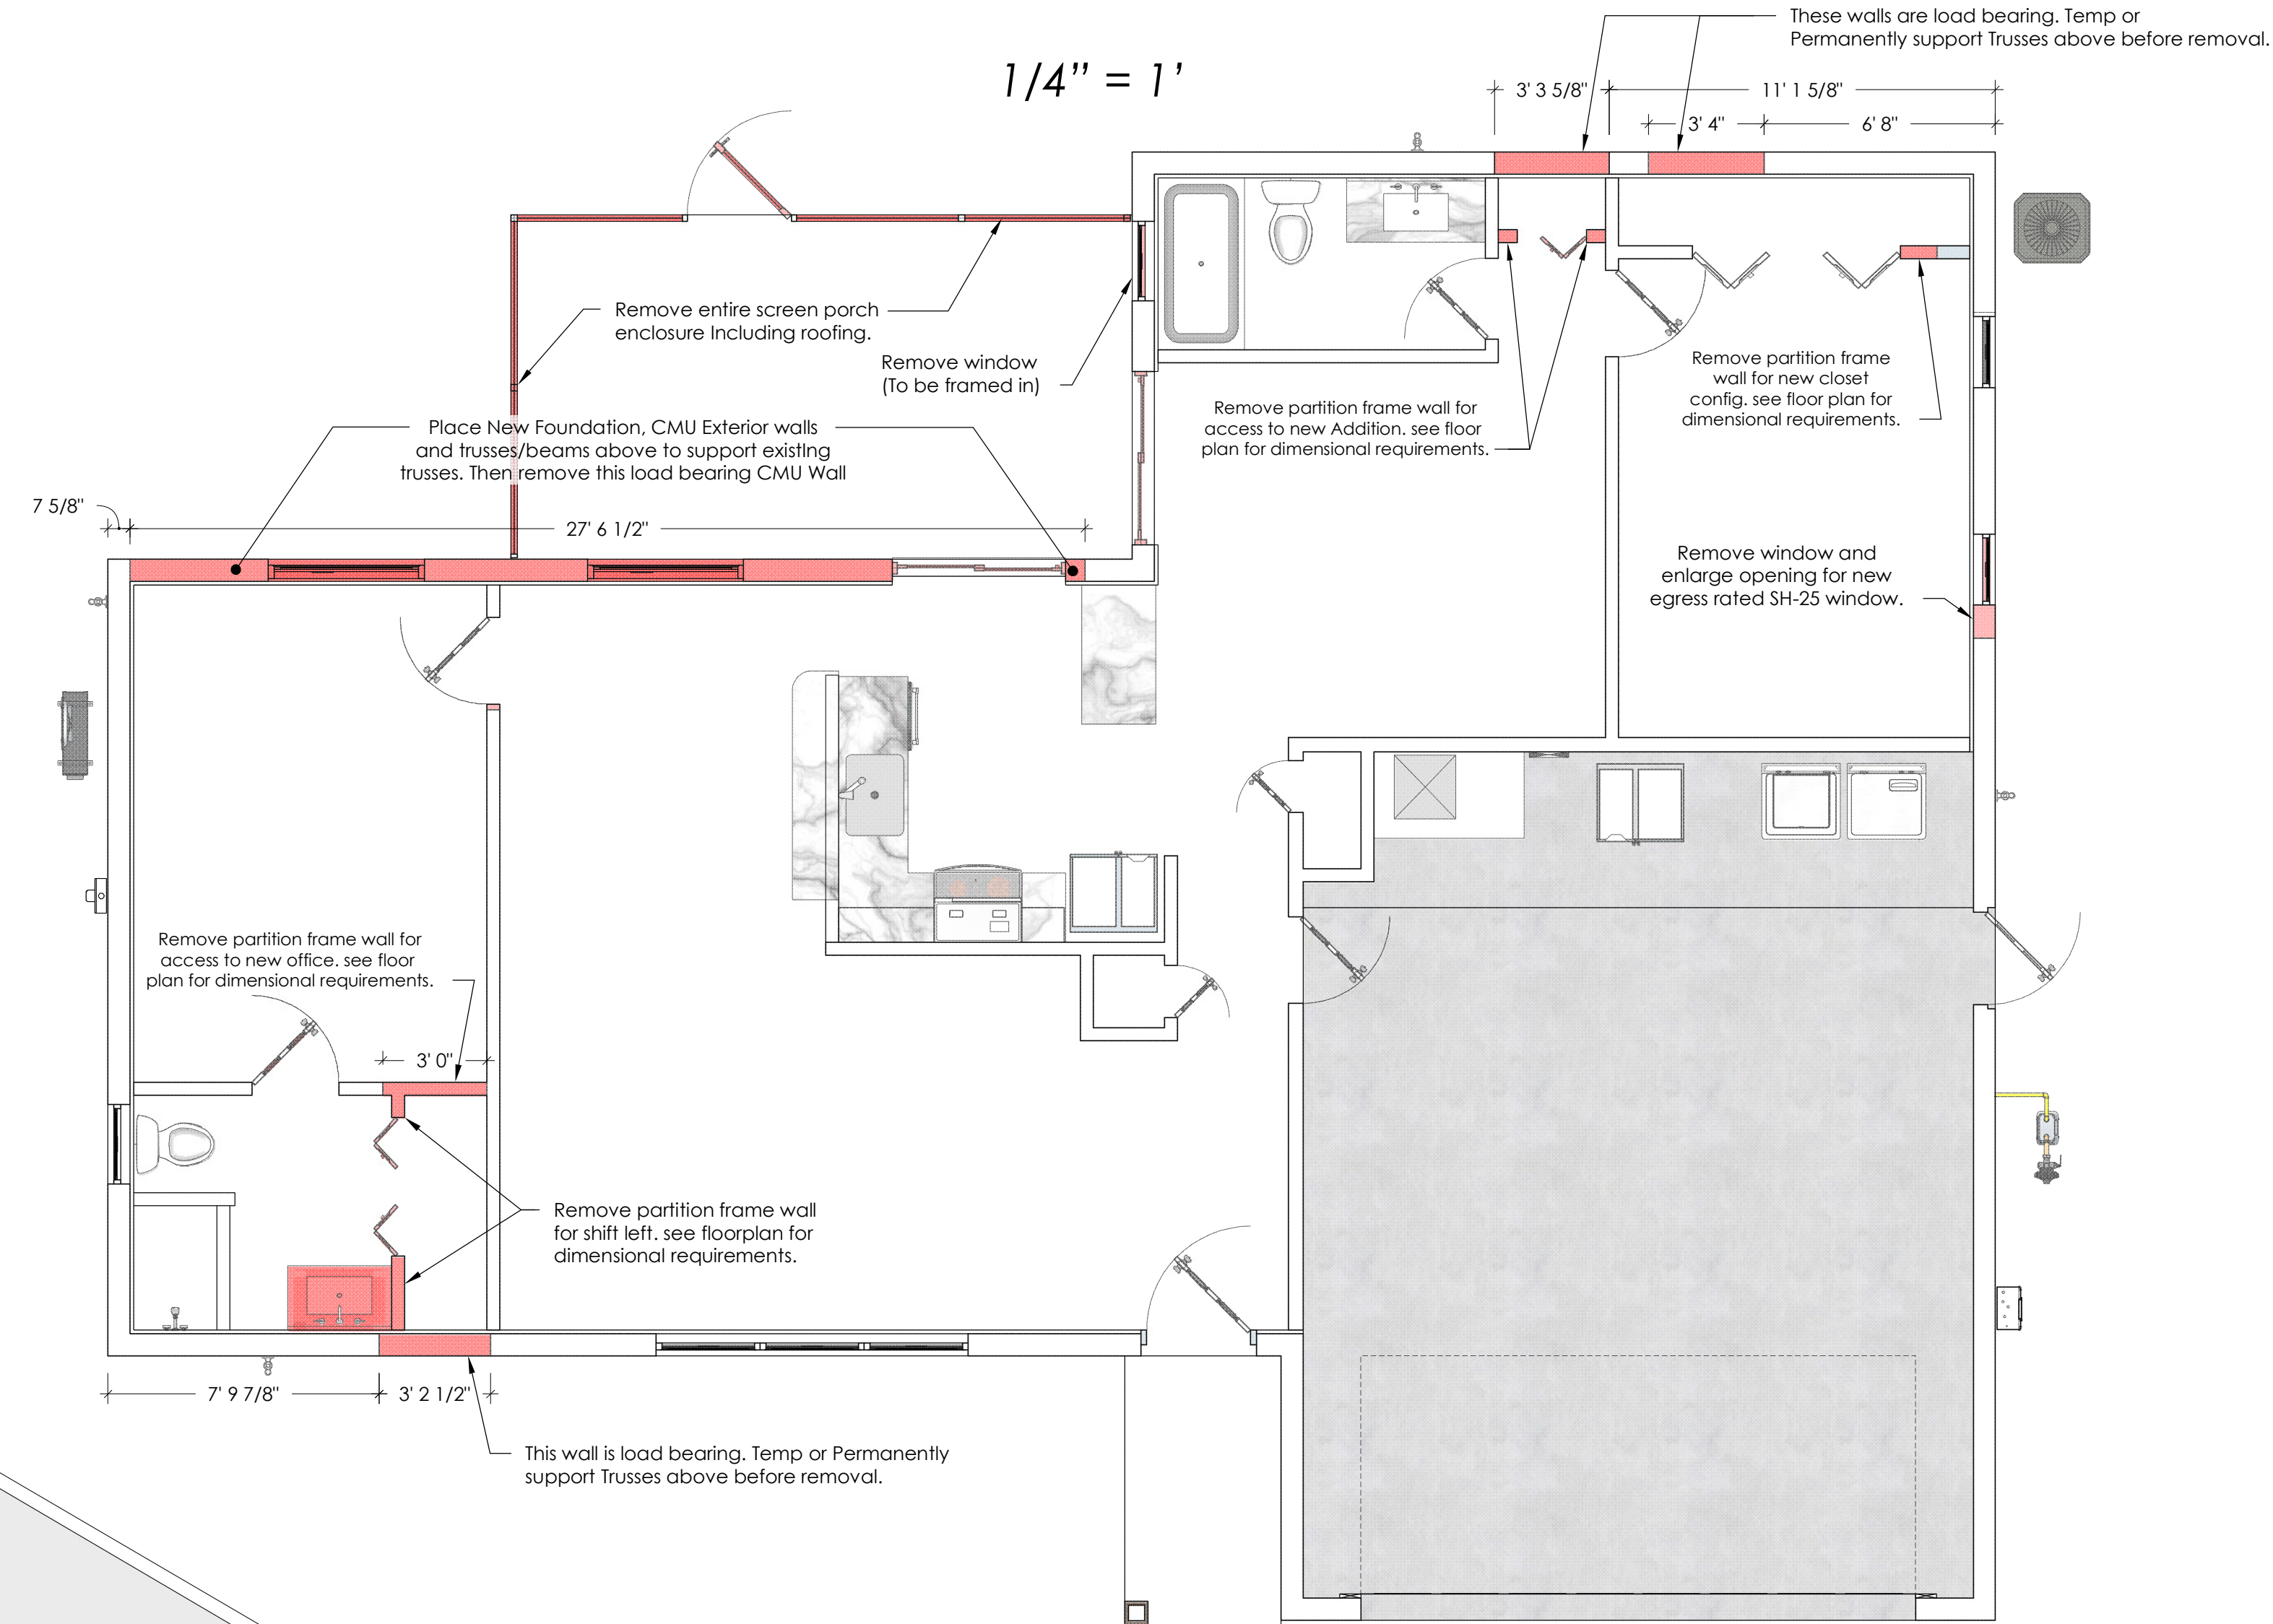 These walls are load bearing. Temp or
Permanently support Trusses above before removal.
1/4” = 1’
3' 3 5/8"
11' 1 5/8"
3' 4"
6' 8"
Remove entire screen porch
enclosure Including roofing.
Remove window
(To be framed in)
Remove partition frame
wall for new closet
config. see floor plan for
dimensional requirements.
Remove partition frame wall for
access to new Addition. see floor
plan for dimensional requirements.
Place New Foundation, CMU Exterior walls
and trusses/beams above to support existing
trusses. Then remove this load bearing CMU Wall
7 5/8"
27' 6 1/2"
Remove window and
enlarge opening for new
egress rated SH-25 window.
Remove partition frame wall for
access to new office. see floor
plan for dimensional requirements.
3' 0"
Remove partition frame wall
for shift left. see floorplan for
dimensional requirements.
7' 9 7/8"
3' 2 1/2"
This wall is load bearing. Temp or Permanently
support Trusses above before removal.